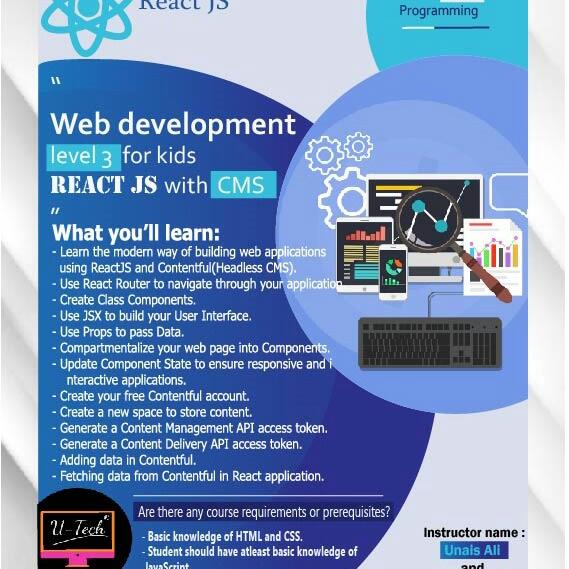 React JS
Programming
"
Web development
level 3 for kids
REACT JS with CMS
"
What you'll learn:
- Learn the modern way of building web applications
using ReactJS and Contentful(Headless CMS).
- Use React Router to navigate through your application
- Create Class Components.
- Use JSX to build your User Interface.
- Use Props to pass Data.
- Compartmentalize your web page into Components.
- Update Component State to ensure responsive and i
nteractive applications.
- Create your free Contentful account.
- Create a new space to store content.
- Generate a Content Management API access token.
- Generate a Content Delivery API access token.
- Adding data in Contentful.
- Fetching data from Contentful in React application.
U-Tech
Are there any course requirements or prerequisites?
- Basic knowledge of HTML and CSS.
- Student should have atleast basic knowledge of
JavaScript
Instructor name :
Unais Ali
and